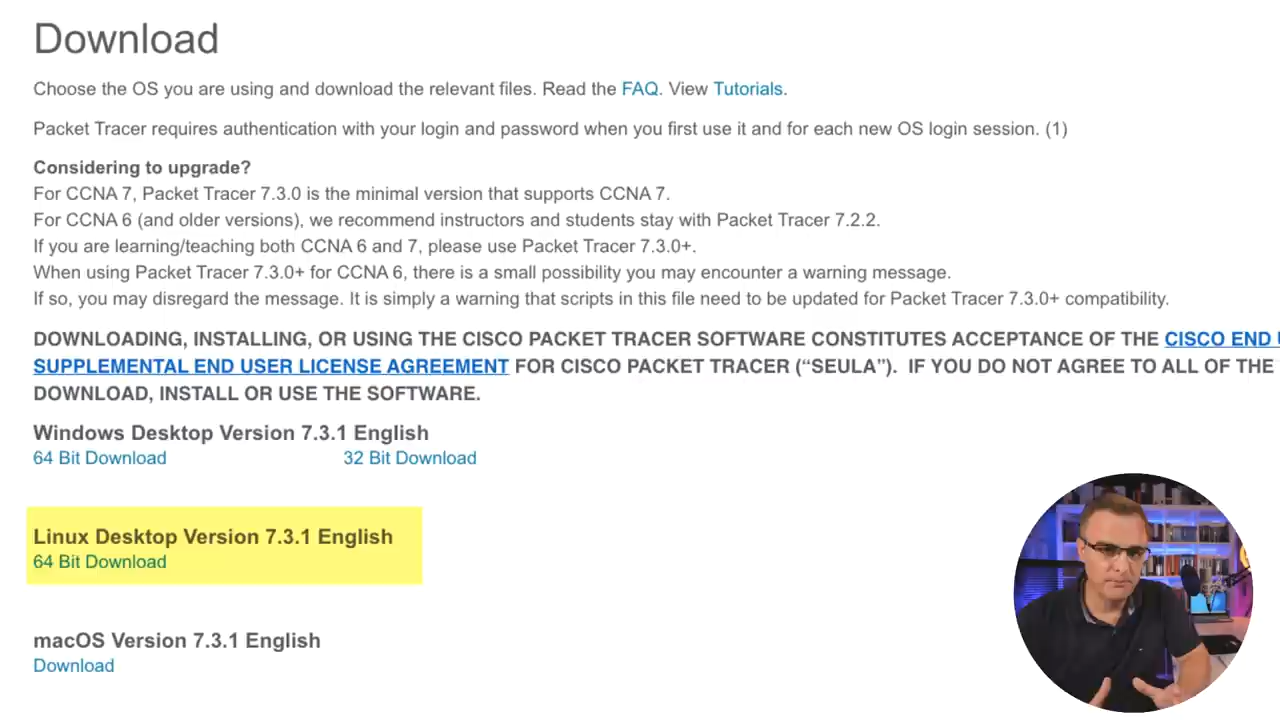 Download
Choose the OS you are using and download the relevant files. Read the FAQ. View Tutorials.
Packet Tracer requires authentication with your login and password when you first use it and for each new OS login session. (1)
Considering to upgrade?
For CCNA 7, Packet Tracer 7.3.0 is the minimal version that supports CCNA 7.
For CCNA 6 (and older versions), we recommend instructors and students stay with Packet Tracer 7.2.2.
If you are learning/teaching both CCNA 6 and 7, please use Packet Tracer 7.3.0+.
When using Packet Tracer 7.3.0+ for CCNA 6, there is a small possibility you may encounter a warning message.
If so, you may disregard the message. It is simply a warning that scripts in this file need to be updated for Packet Tracer 7.3.0+ compatibility.
DOWNLOADING, INSTALLING, OR USING THE CISCO PACKET TRACER SOFTWARE CONSTITUTES ACCEPTANCE OF THE CISCO END U
SUPPLEMENTAL END USER LICENSE AGREEMENT FOR CISCO PACKET TRACER (“SEULA”). IF YOU DO NOT AGREE TO ALL OF THE
DOWNLOAD, INSTALL OR USE THE SOFTWARE.
Windows Desktop Version 7.3.1 English
64 Bit Download 32 Bit Download
Linux Desktop Version 7.3.1 English
64 Bit Download
macOS Version 7.3.1 English
Download